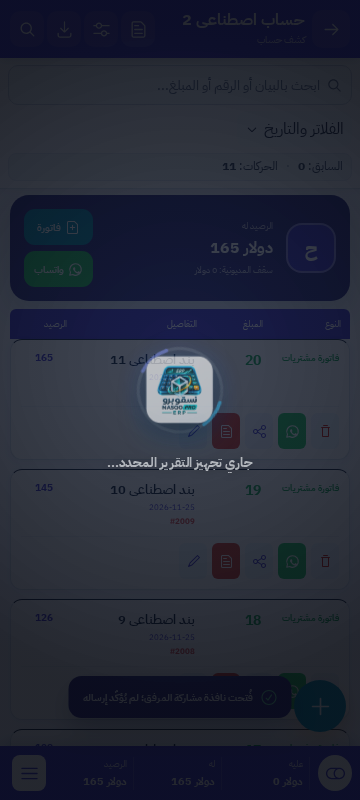 حساب اصطناعي 2
كشف حساب
ابحث بالبيان أو الرقم أو المبلغ...
الفلاتر والتاريخ
السابق: 0 · الحركات: 11
الرصيد له
165 دولار
سقف المديونية: 0 دولار
فاتورة
واتساب
ح
النوع المبلغ التفاصيل الرصيد
فاتورة مشتريات 20 بند اصطناعي 11 165
نسقوبرو
NASQO PRO
ERP
جاري تجهيز التقرير المحدد...
فاتورة مشتريات 19 بند اصطناعي 10 145
2026-11-25
#2009
فاتورة مشتريات 18 بند اصطناعي 9 126
2026-11-25
#2008
فُتحت نافذة مشاركة المرفق؛ لم يُؤكَّد إرساله
عليه
0 دولار
له
165 دولار
الرصيد
165 دولار